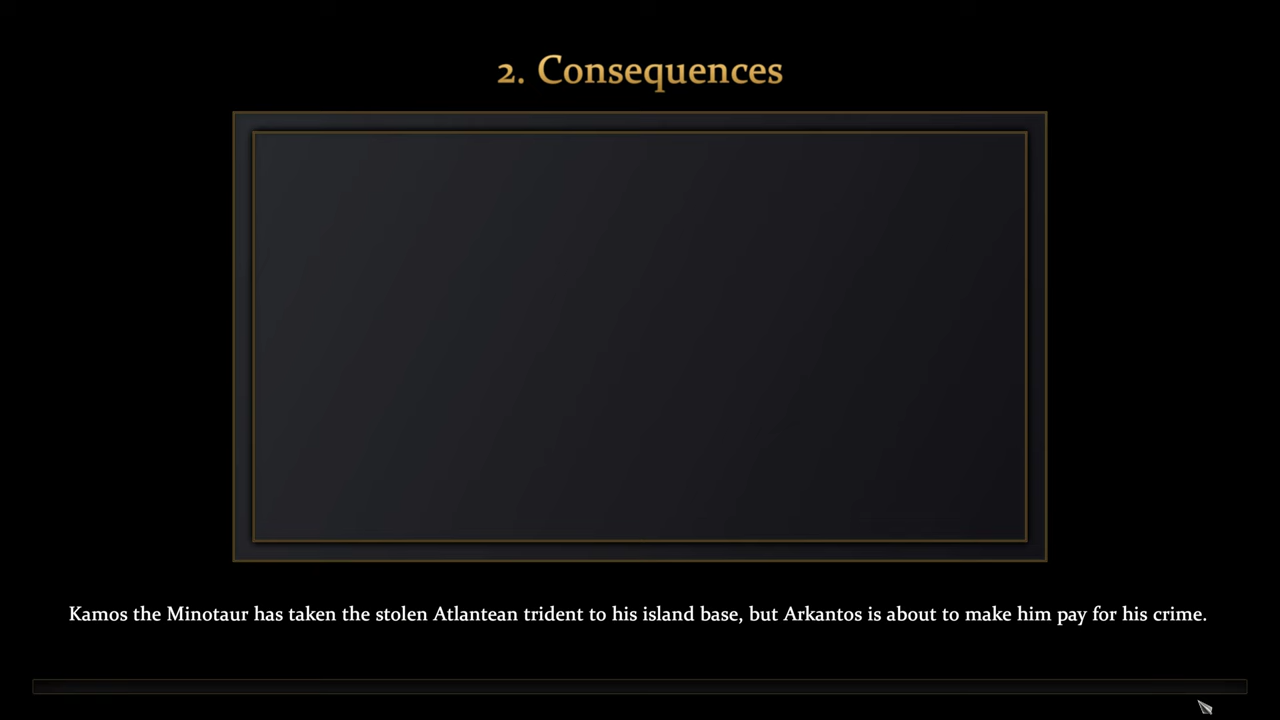 2. Consequences
Kamos the Minotaur has taken the stolen Atlantean trident to his island base, but Arkantos is about to make him pay for his crime.